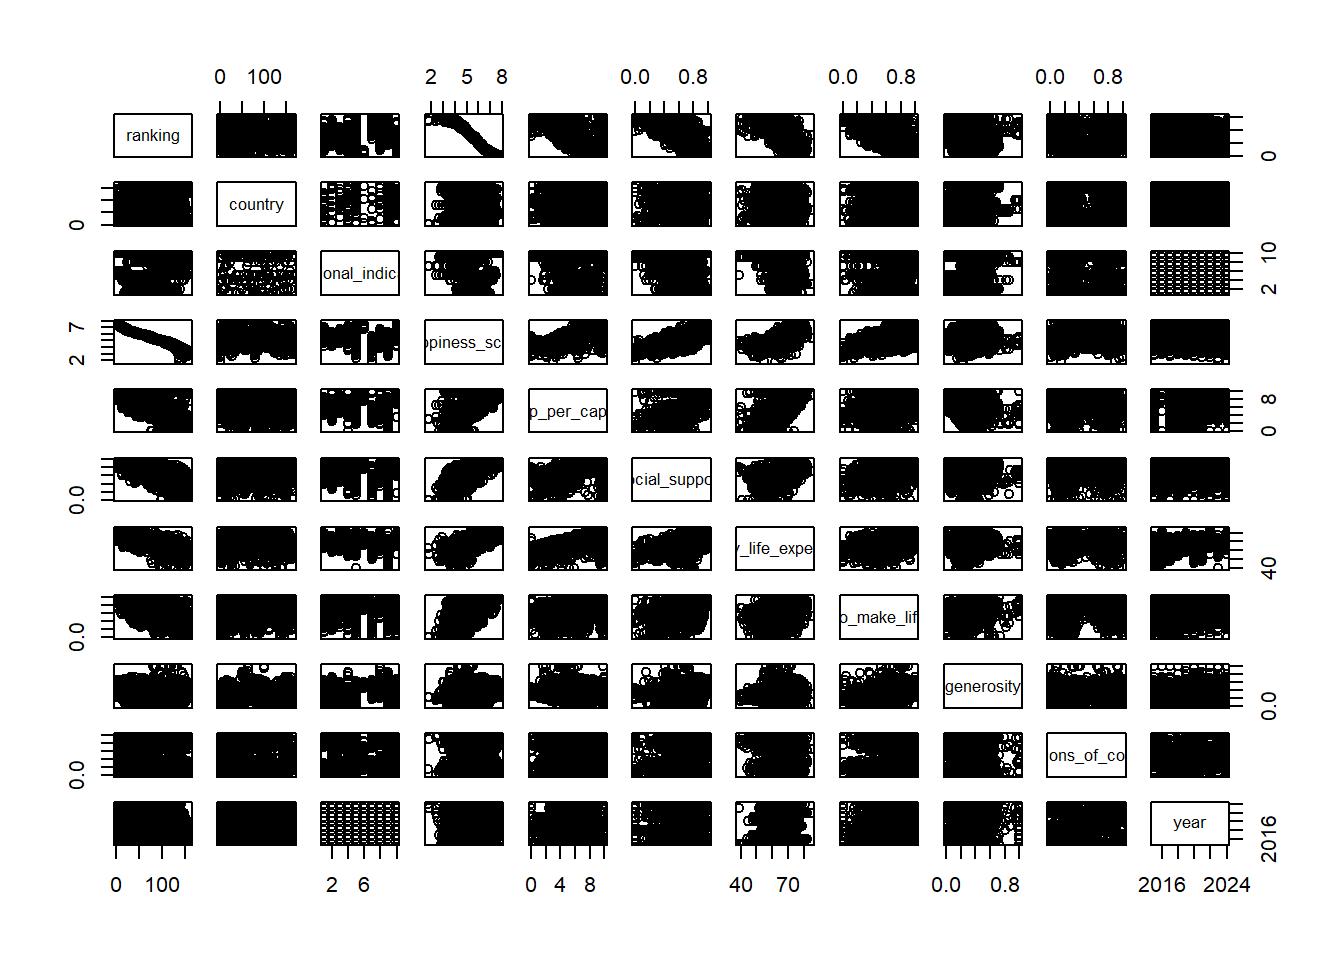 0 100 2 5 8 0.0 0.8 0.0 0.8 0.0 0.8
ranking 0
0 country
onal_indic 10 2
7 2 ppiness_sc
p_per_cap 8 0
0.0 ocial_suppo
y_life_expe 40
0.0 o_make_lif
generosity 0.0
0.0 ons_of_co
year 2016
0 100 2 6 0 4 8 40 70 0.0 0.8 2016 2024